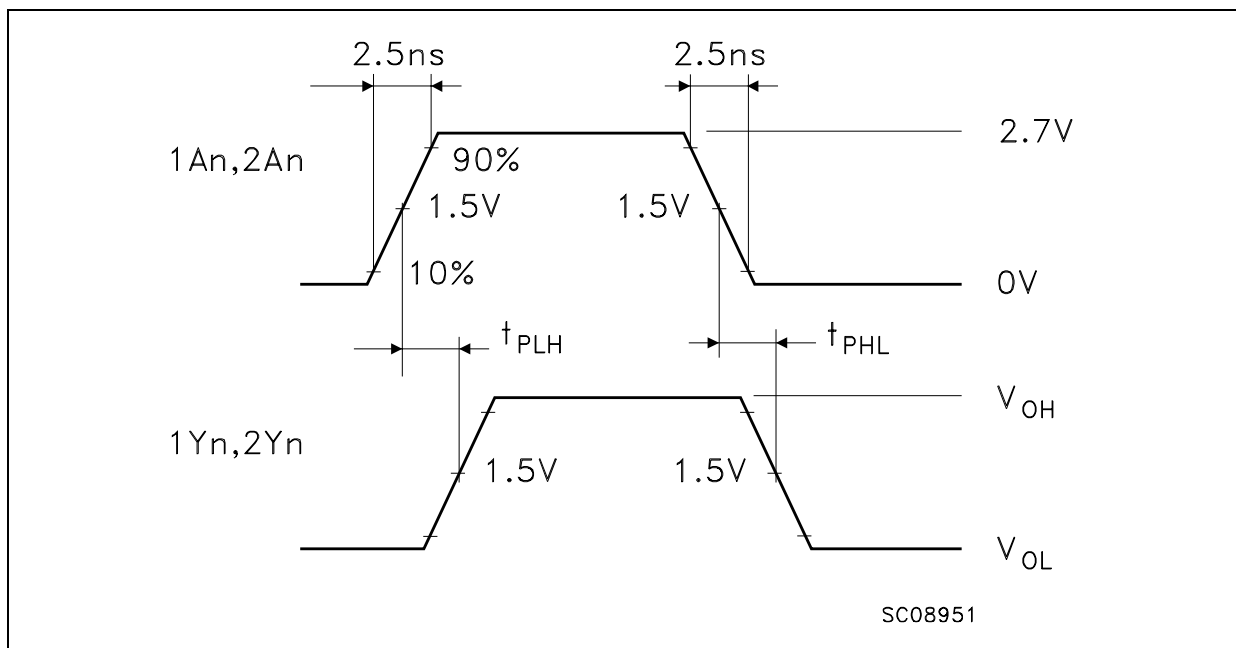 2.5ns 2.5ns
2.7V
1An,2An 90%
1.5V 1.5V
10% 0V
tPLH tPHL
VOH
1Yn,2Yn
1.5V 1.5V
VOL
SC08951